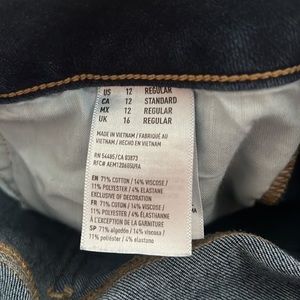 US 12 REGULAR
CA 12 STANDARD
MX 12 REGULAR
UK 16 REGULAR
MADE IN VIETNAM / FABRIQUÉ AU
VIETNAM / HECHO EN VIETNAM
RN 54485/CA 03873
RFC# AEM120605U9A
EN 71% COTTON / 14% VISCOSE /
11% POLYESTER / 4% ELASTANE
EXCLUSIVE OF DECORATION
FR 71% COTON / 14% VISCOSE /
11% POLYESTER / 4% ÉLASTHANNE
À L'EXCEPTION DE LA GARNITURE
SP 71% algodón / 14% viscosa /
11% poliéster / 4% elastano